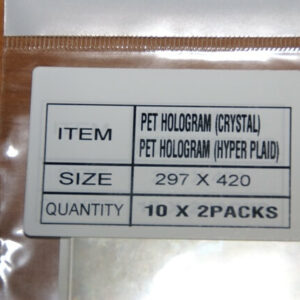 ITEM
PET HOLOGRAM (CRYSTAL)
PET HOLOGRAM (HYPER PLAID)
SIZE 297 X 420
QUANTITY 10 X 2PACKS